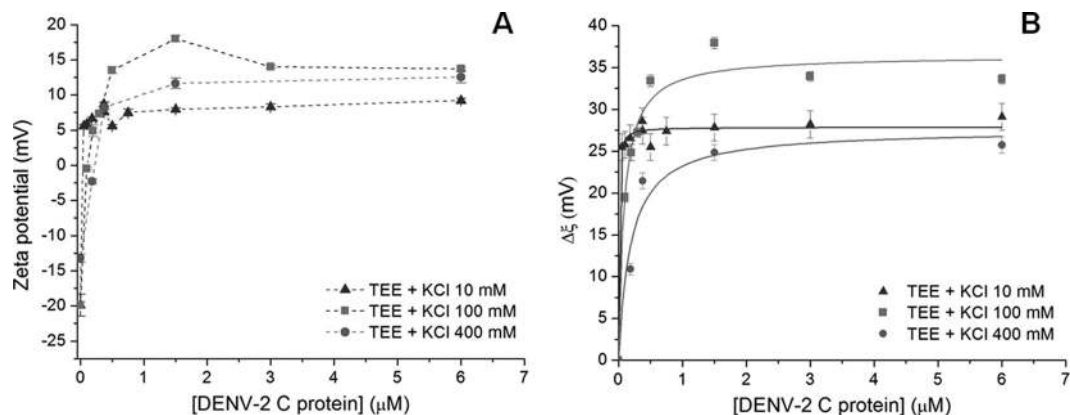 A
Zeta potential (mV)
20
15
10
5
0
-5
-10
-15
-20
-25
TEE + KCl 10 mM
TEE + KCl 100 mM
TEE + KCl 400 mM
0 1 2 3 4 5 6 7
[DENV-2 C protein] (μM)
B
Δξ (mV)
40
35
30
25
20
15
10
5
0
TEE + KCl 10 mM
TEE + KCl 100 mM
TEE + KCl 400 mM
0 1 2 3 4 5 6 7
[DENV-2 C protein] (μM)